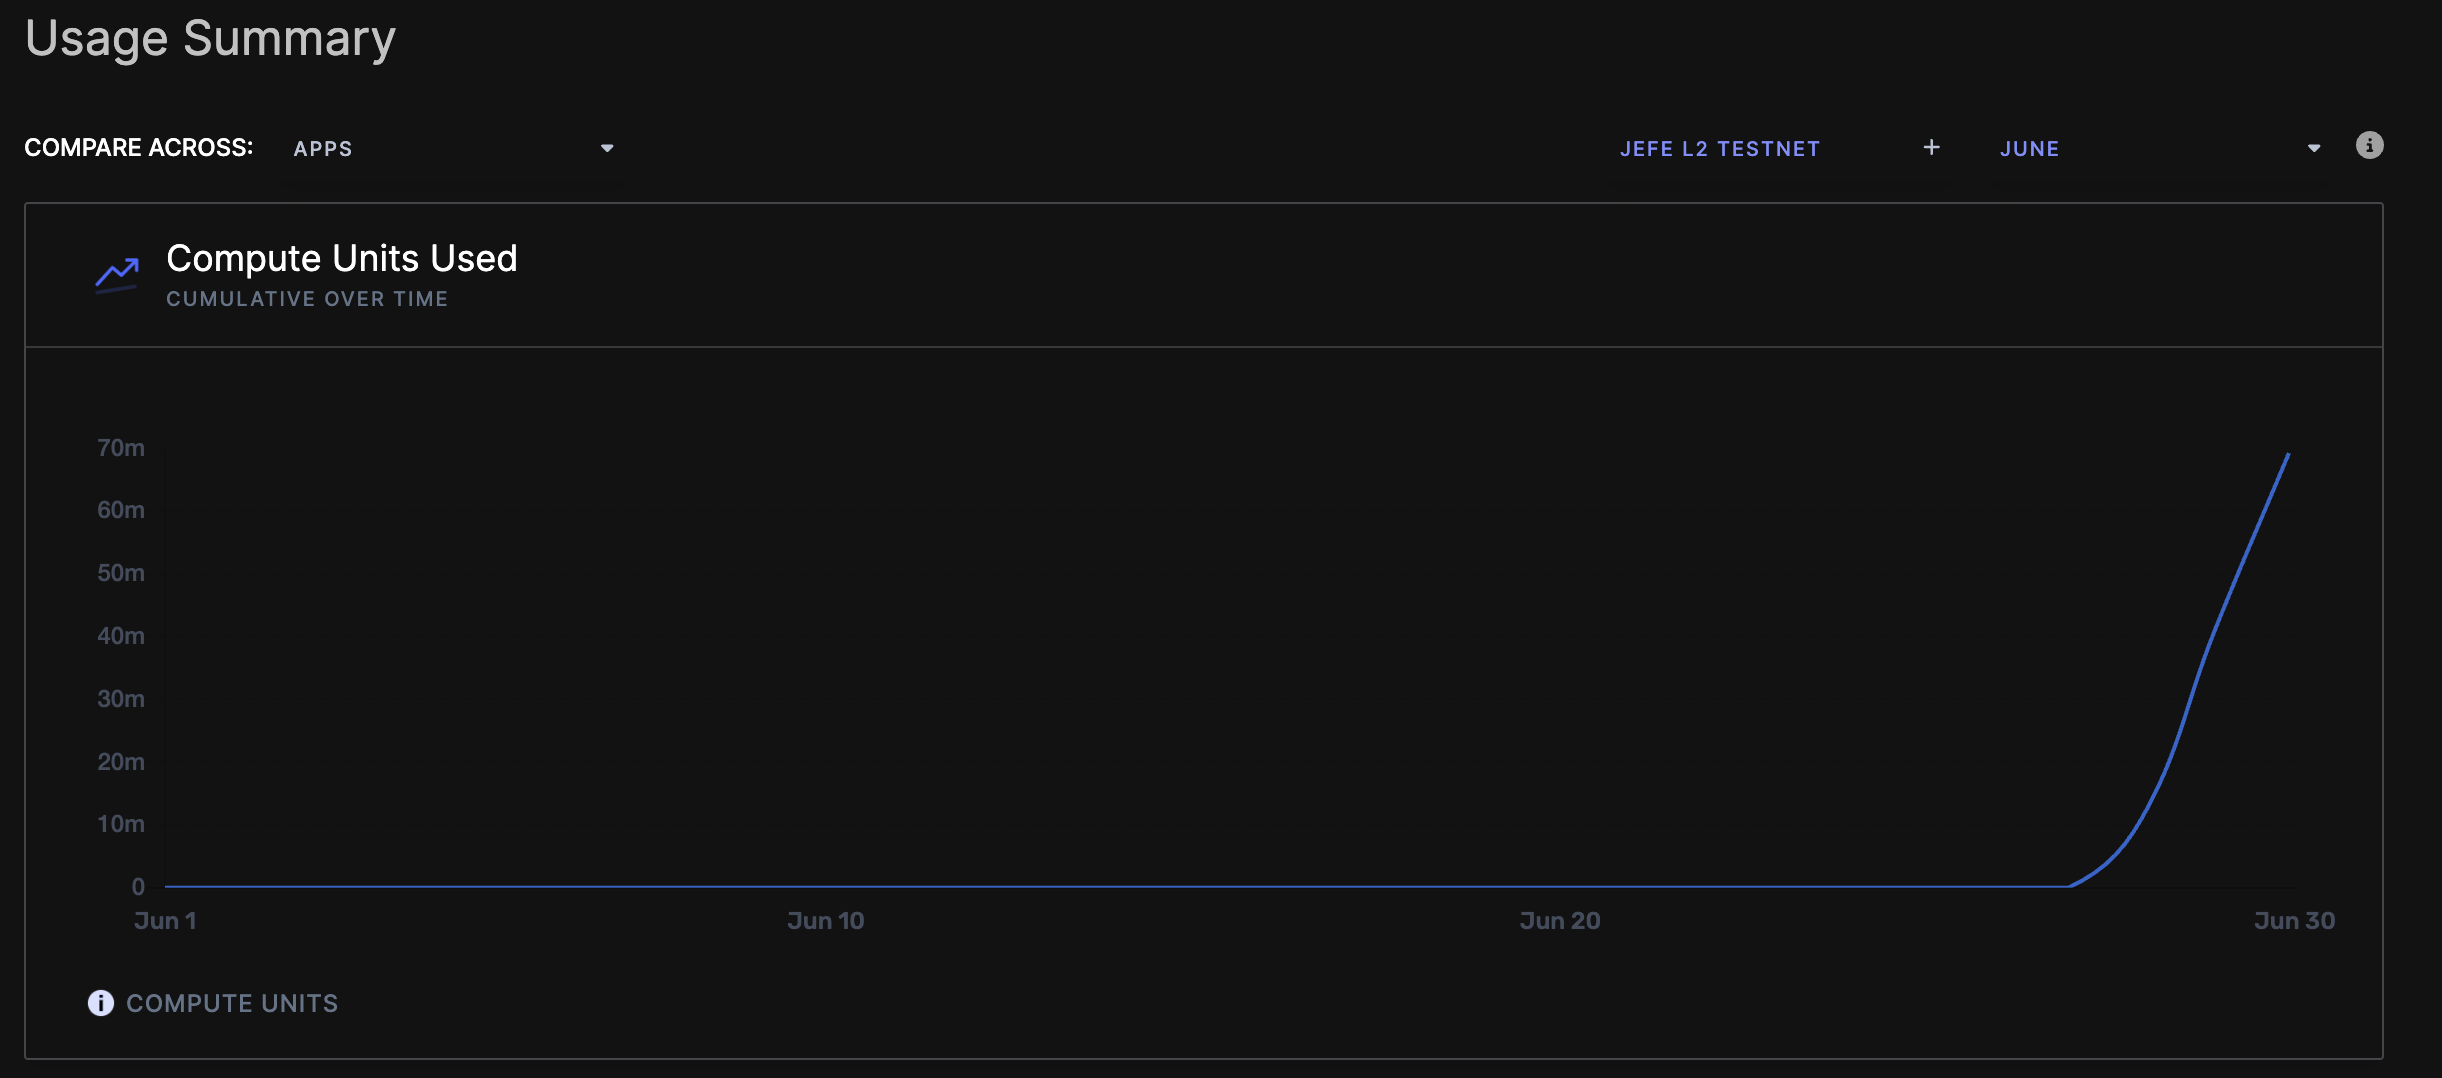 Usage Summary
COMPARE ACROSS: APPS JEFE L2 TESTNET + JUNE
Compute Units Used
CUMULATIVE OVER TIME
70m
60m
50m
40m
30m
20m
10m
0
Jun 1 Jun 10 Jun 20 Jun 30
COMPUTE UNITS